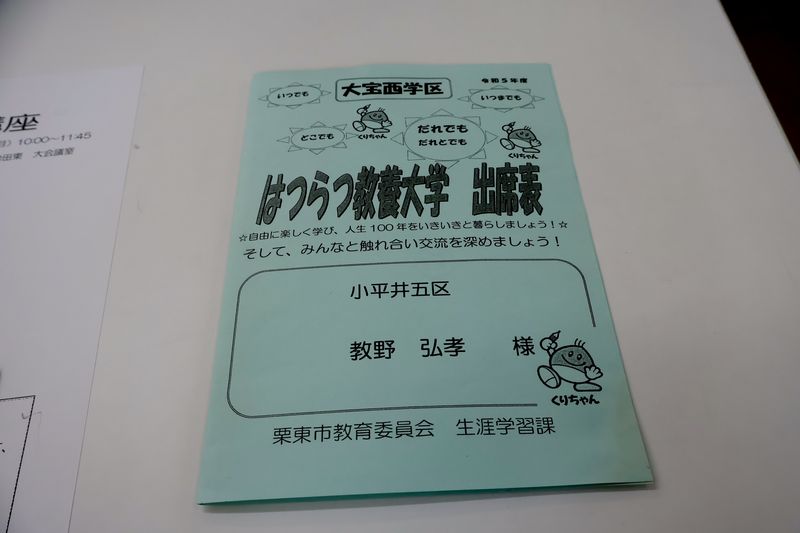 座
10:00~11:45
田東 大会議室
令和5年度
大宝西学区
いつでも
いつまでも
どこでも
くりちゃん
だれでも
だれとでも
くりちゃん
はつらつ教養大学 出席表
☆自由に楽しく学び、人生100年をいきいきと暮らしましょう!☆
そして、みんなと触れ合い交流を深めましょう!
小平井五区
教野 弘孝 様
くりちゃん
栗東市教育委員会 生涯学習課